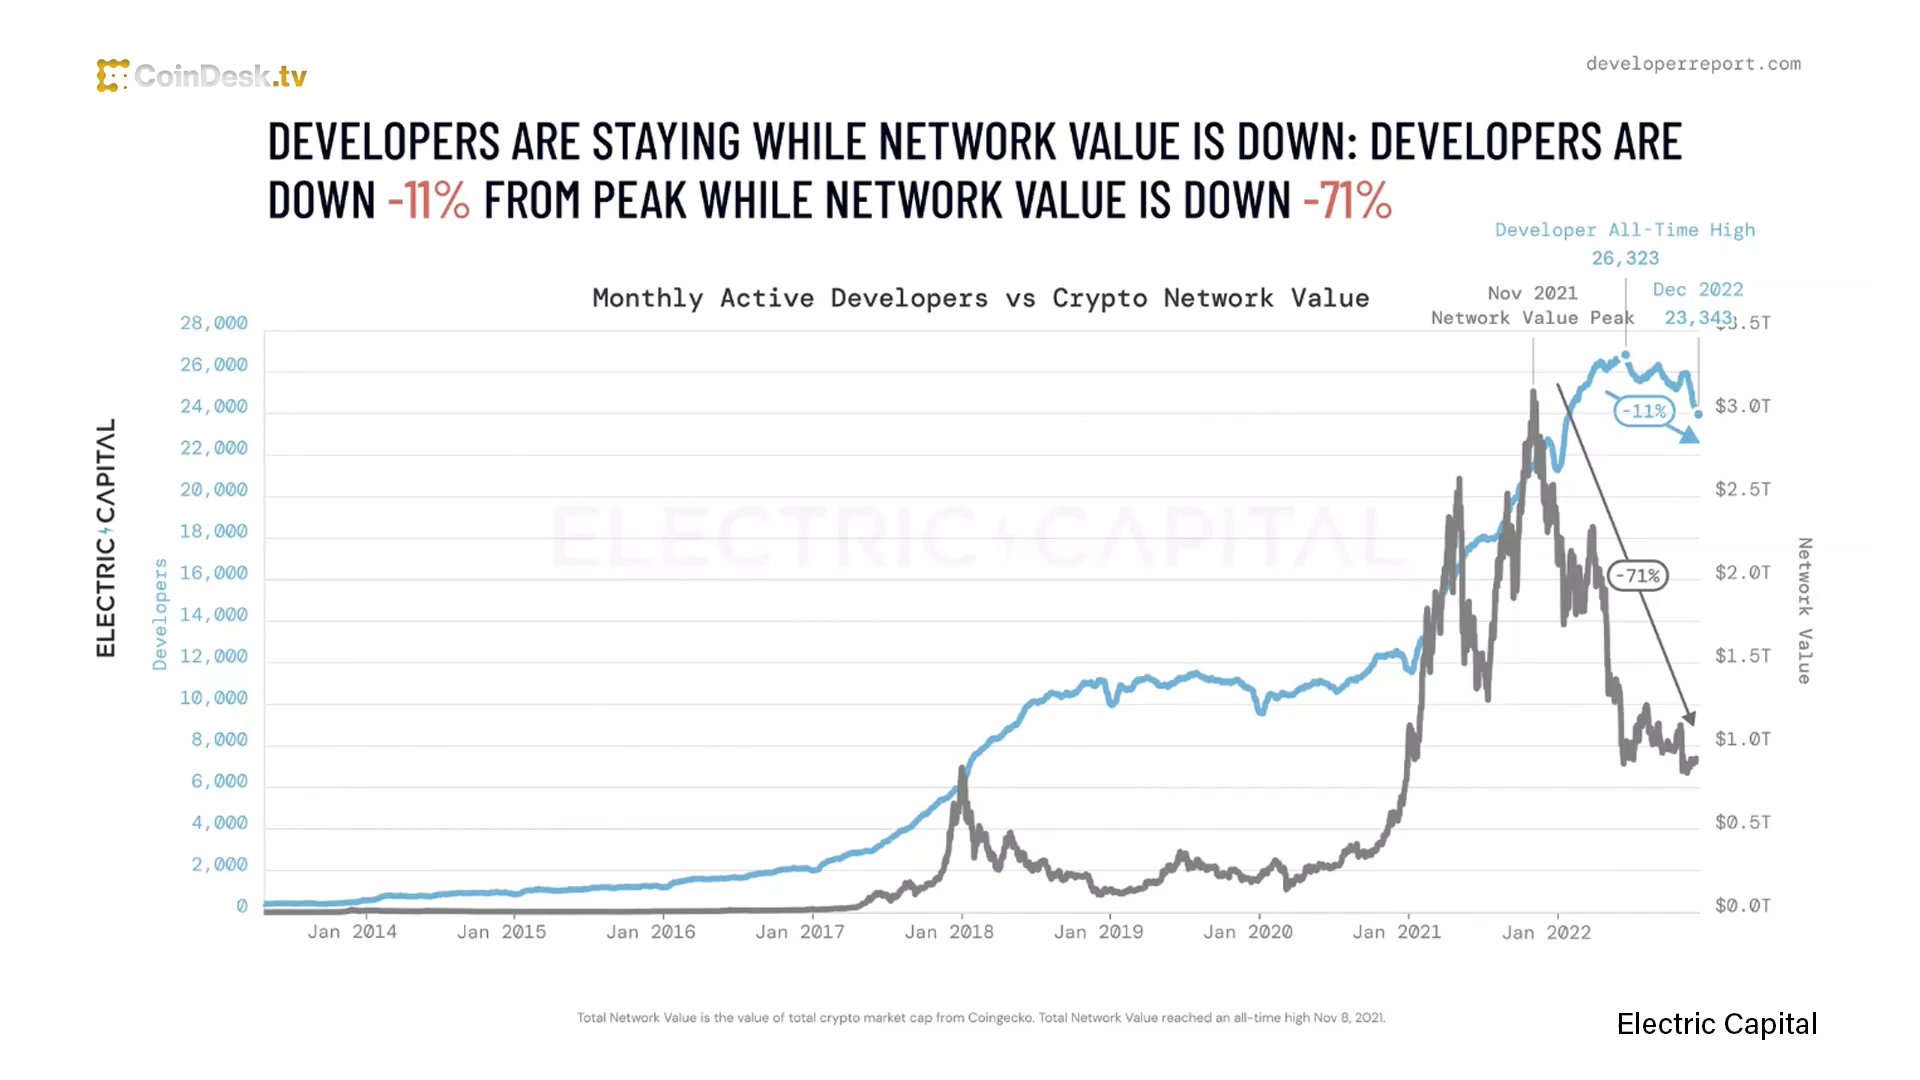 CoinDesk.tv
developerreport.com
DEVELOPERS ARE STAYING WHILE NETWORK VALUE IS DOWN: DEVELOPERS ARE
DOWN -11% FROM PEAK WHILE NETWORK VALUE IS DOWN -71%
Developer All-Time High
26,323
Monthly Active Developers vs Crypto Network Value
Nov 2021
Network Value Peak
Dec 2022
23,343
ELECTRIC CAPITAL
Developers
28,000
26,000
24,000
22,000
20,000
18,000
16,000
14,000
12,000
10,000
8,000
6,000
4,000
2,000
0
ELECTRIC CAPITAL
-11%
-71%
$3.5T
$3.0T
$2.5T
$2.0T
$1.5T
$1.0T
$0.5T
$0.0T
Network Value
Jan 2014
Jan 2015
Jan 2016
Jan 2017
Jan 2018
Jan 2019
Jan 2020
Jan 2021
Jan 2022
Total Network Value is the value of total crypto market cap from Coingecko. Total Network Value reached an all-time high Nov 8, 2021.
Electric Capital